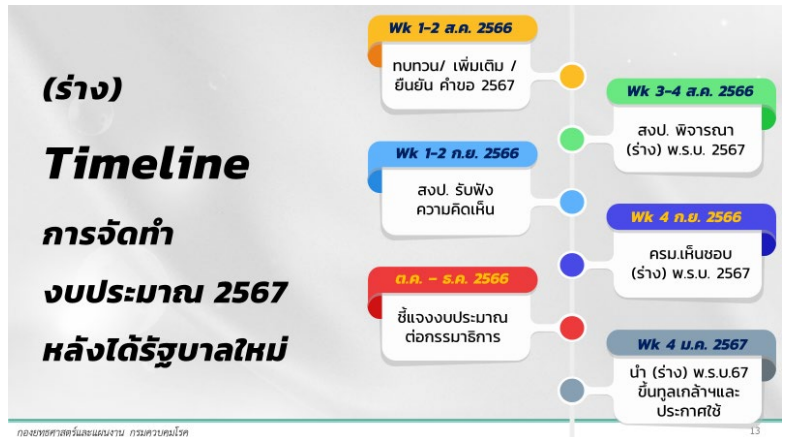 (ร่าง)
Timeline
การจัดทำ
งบประมาณ 2567
หลังได้รัฐบาลใหม่
Wk 1-2 ส.ค. 2566
ทบทวน/ เพิ่มเติม /
ยืนยัน คำขอ 2567
Wk 3-4 ส.ค. 2566
สงป. พิจารณา
(ร่าง) พ.ร.บ. 2567
Wk 1-2 ก.ย. 2566
สงป. รับฟัง
ความคิดเห็น
Wk 4 ก.ย. 2566
ครม.เห็นชอบ
(ร่าง) พ.ร.บ. 2567
ต.ค. – ธ.ค. 2566
ชี้แจงงบประมาณ
ต่อกรรมาธิการ
Wk 4 ม.ค. 2567
นำ (ร่าง) พ.ร.บ.67
ขึ้นทูลเกล้าฯและ
ประกาศใช้
กองยุทธศาสตร์และแผนงาน กรมควบคุมโรค
13